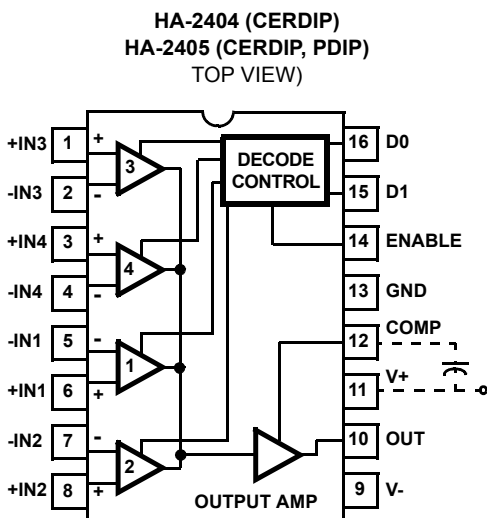 HA-2404 (CERDIP)
HA-2405 (CERDIP, PDIP)
TOP VIEW)
+IN3 1 + 3 DECODE CONTROL 16 D0
-IN3 2 - 15 D1
+IN4 3 + 4 14 ENABLE
-IN4 4 - 13 GND
-IN1 5 - 1 12 COMP
+IN1 6 + 11 V+
-IN2 7 - 2 10 OUT
+IN2 8 + OUTPUT AMP 9 V-